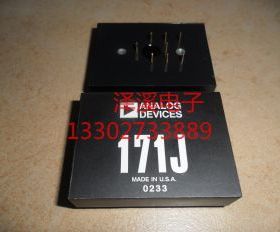 泽溪电子
13302733889
ANALOG
DEVICES
171J
MADE IN U.S.A.
0233